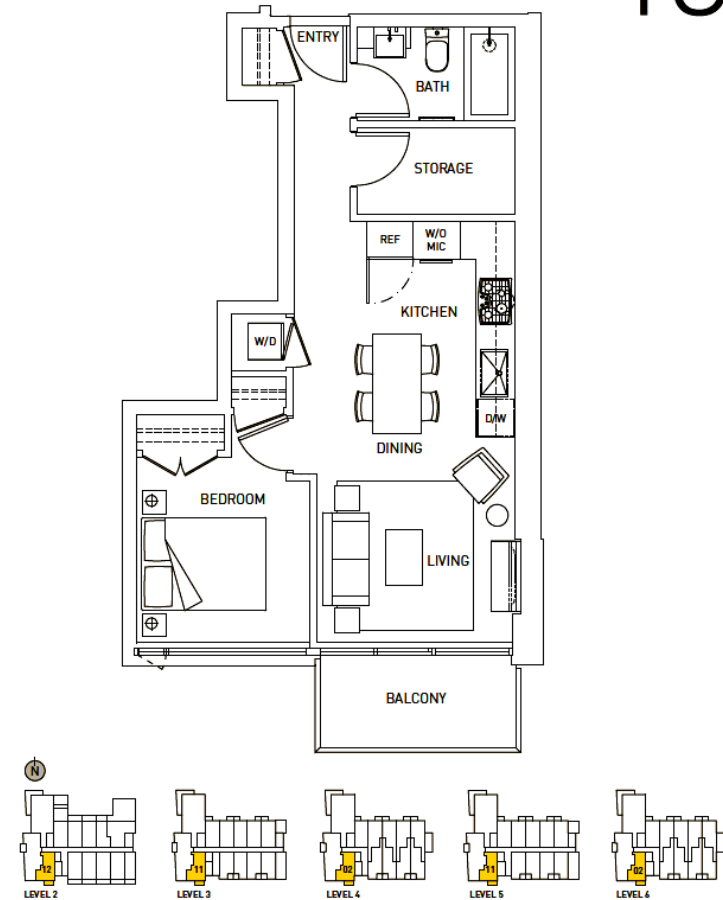 ENTRY
BATH
STORAGE
REF
W/O
MIC
KITCHEN
W/D
D/W
DINING
BEDROOM
LIVING
BALCONY
N
12
11
02
11
02
LEVEL 2
LEVEL 3
LEVEL 4
LEVEL 5
LEVEL 6